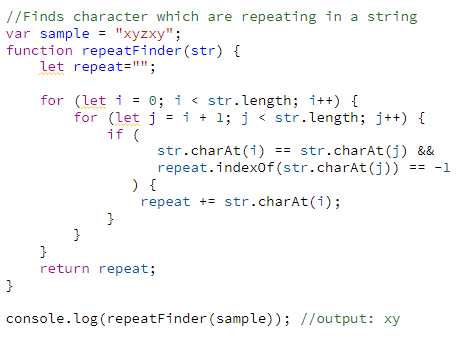 //Finds character which are repeating in a string
var sample = "xyzxy";
function repeatFinder(str) {
    let repeat="";

    for (let i = 0; i < str.length; i++) {
        for (let j = i + 1; j < str.length; j++) {
            if (
                  str.charAt(i) == str.charAt(j) &&
                  repeat.indexOf(str.charAt(j)) == -1
               ) {
                repeat += str.charAt(i);
            }
        }
    }
    return repeat;
}

console.log(repeatFinder(sample)); //output: xy